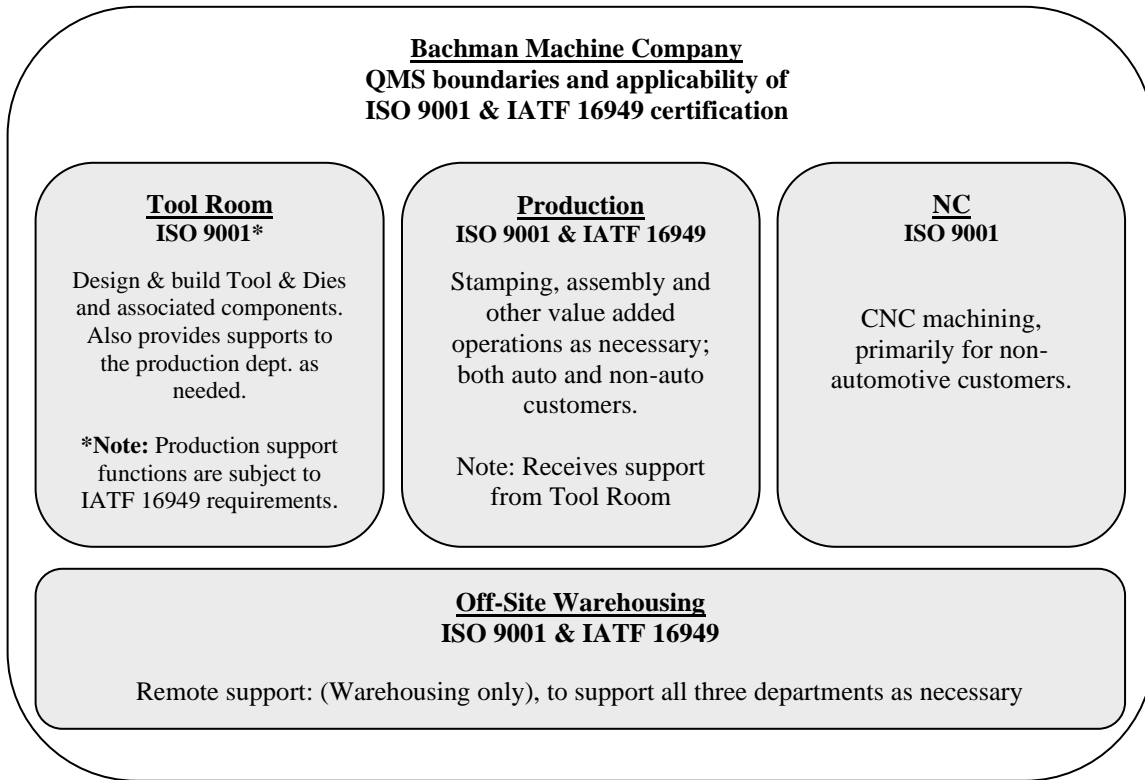 Bachman Machine Company
QMS boundaries and applicability of
ISO 9001 & IATF 16949 certification
Tool Room
ISO 9001*
Design & build Tool & Dies
and associated components.
Also provides supports to
the production dept. as
needed.
*Note: Production support
functions are subject to
IATF 16949 requirements.
Production
ISO 9001 & IATF 16949
Stamping, assembly and
other value added
operations as necessary;
both auto and non-auto
customers.
Note: Receives support
from Tool Room
NC
ISO 9001
CNC machining,
primarily for non-
automotive customers.
Off-Site Warehousing
ISO 9001 & IATF 16949
Remote support: (Warehousing only), to support all three departments as necessary